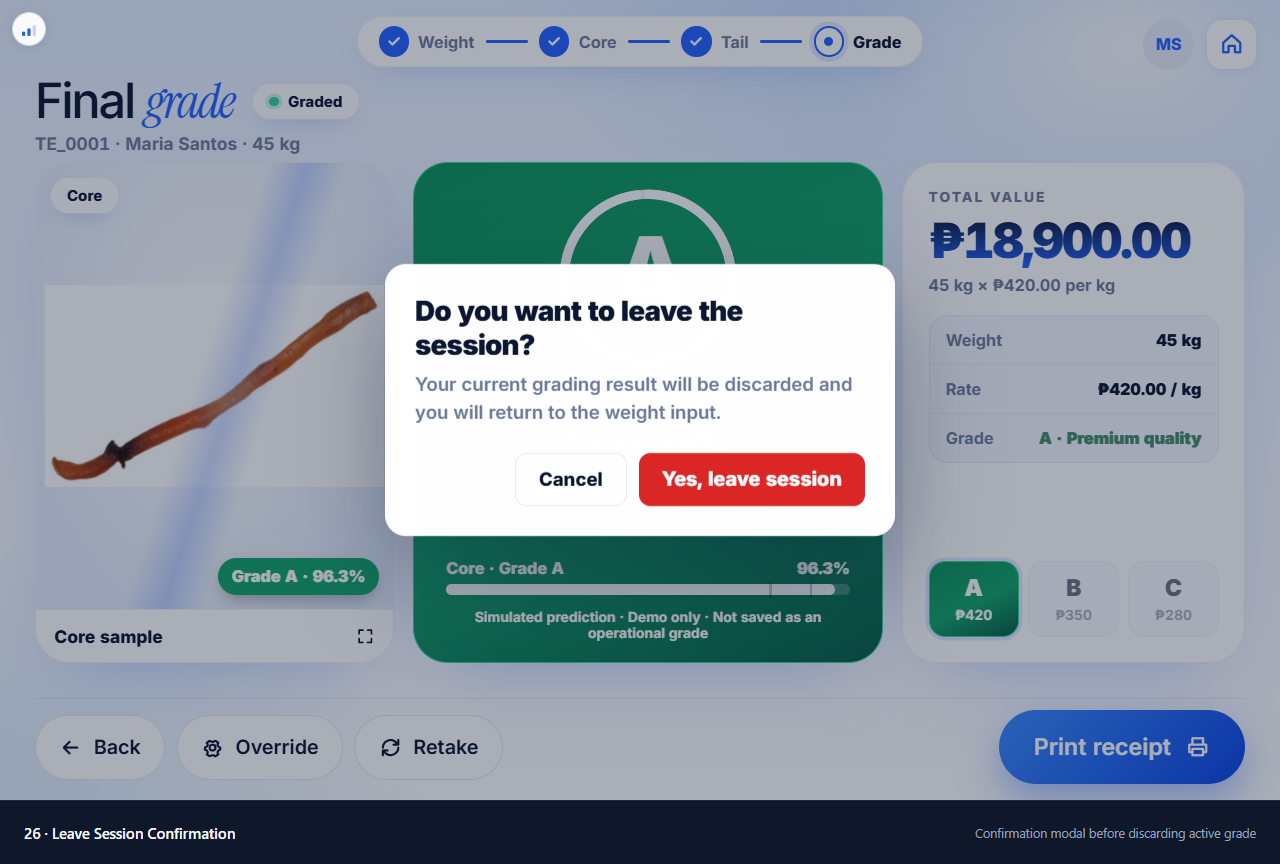 Weight
Core
Tail
Grade
MS
Final grade
Graded
TE_0001 · Maria Santos · 45 kg
Core
Grade A · 96.3%
Core sample
A
Do you want to leave the
session?
Your current grading result will be discarded and
you will return to the weight input.
Cancel
Yes, leave session
Core · Grade A
96.3%
Simulated prediction · Demo only · Not saved as an
operational grade
TOTAL VALUE
₱18,900.00
45 kg × ₱420.00 per kg
Weight
45 kg
Rate
₱420.00 / kg
Grade
A · Premium quality
A
₱420
B
₱350
C
₱280
Back
Override
Retake
Print receipt
26 · Leave Session Confirmation
Confirmation modal before discarding active grade